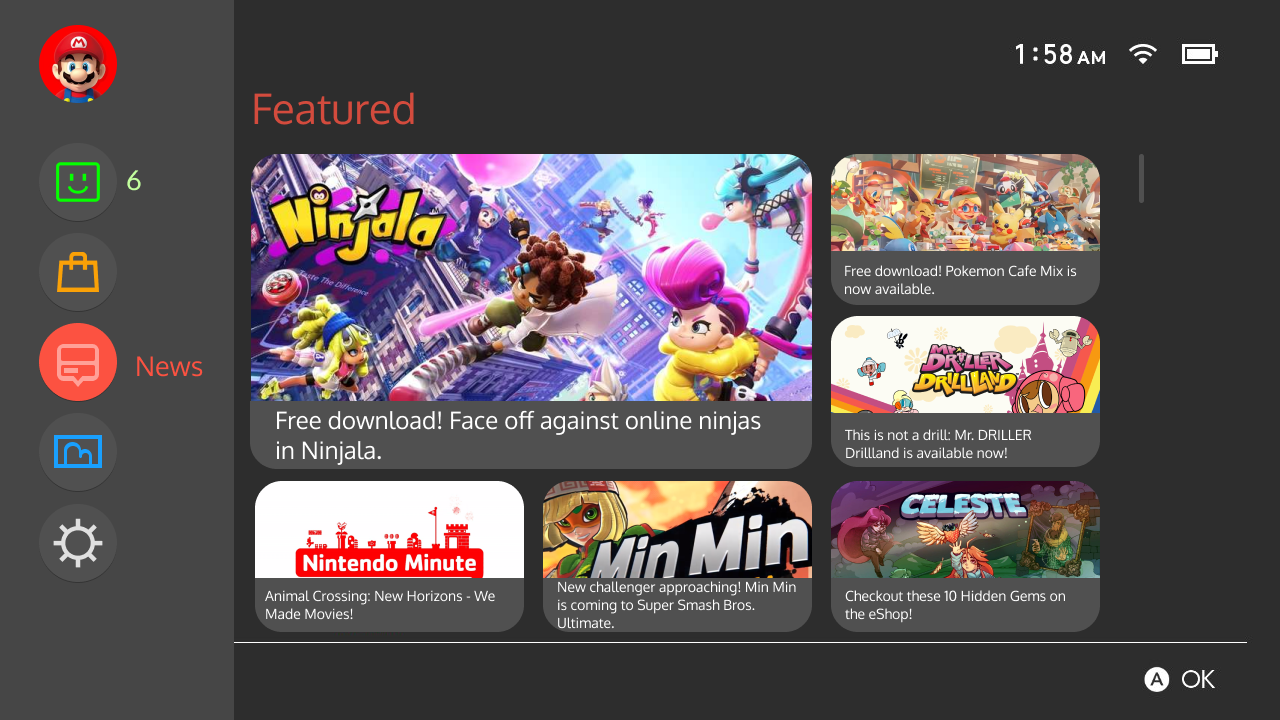 1:58 AM
Featured
6
News
Ninjala
Taste The Difference
Free download! Face off against online ninjas
in Ninjala.
Free download! Pokemon Cafe Mix is
now available.
MR. DRILLER
DRILLLAND
This is not a drill: Mr. DRILLER
Drillland is available now!
Nintendo Minute
Animal Crossing: New Horizons - We
Made Movies!
Min Min
New challenger approaching! Min Min
is coming to Super Smash Bros.
Ultimate.
CELESTE
Checkout these 10 Hidden Gems on
the eShop!
A OK